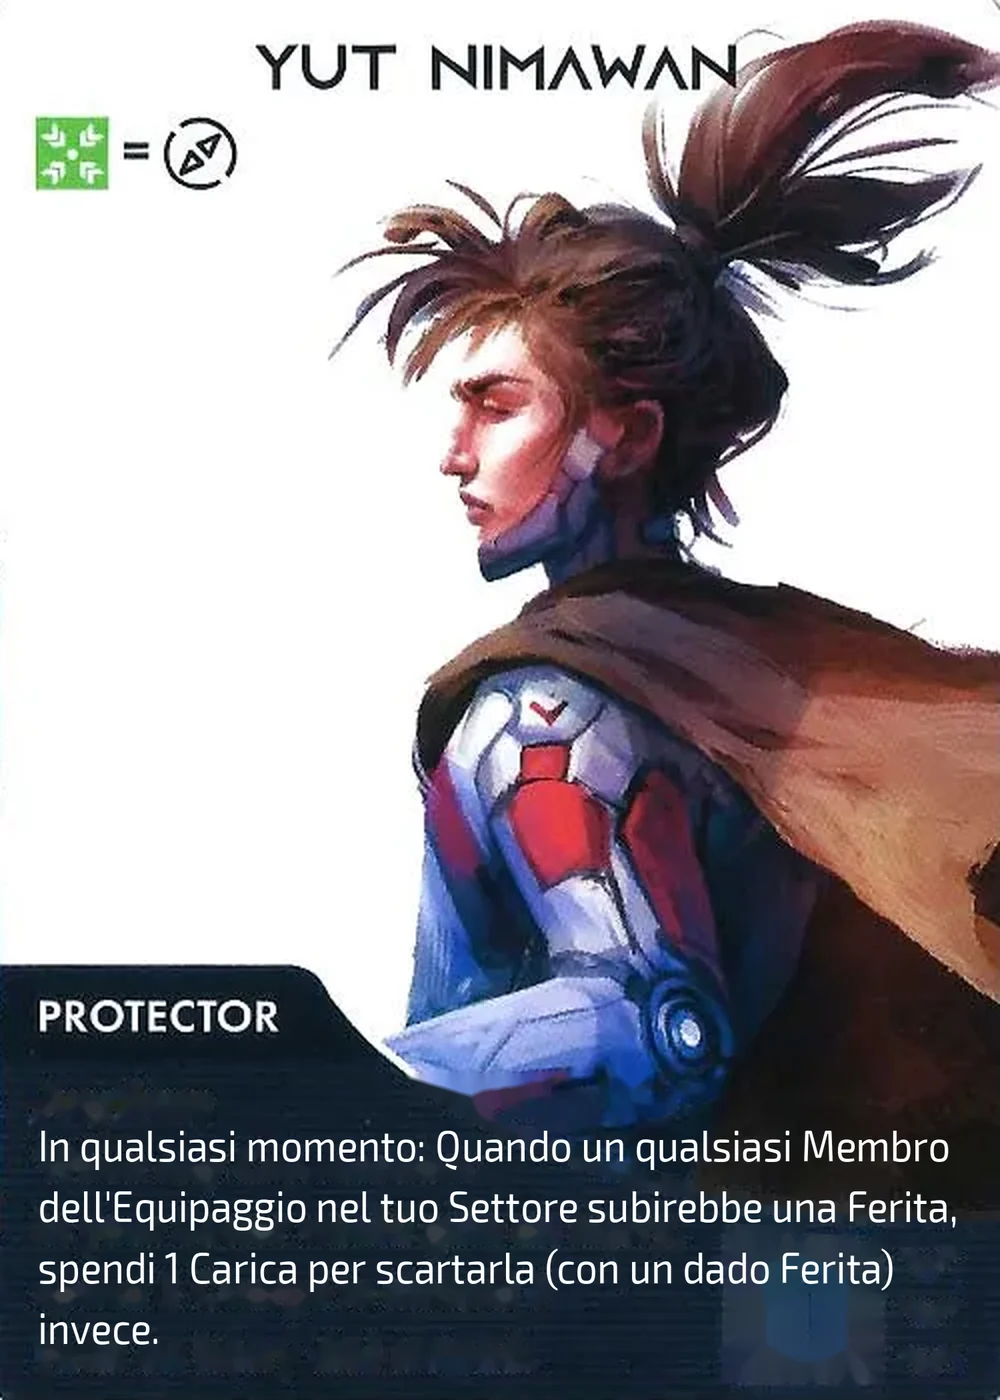 YUT NIMAWAN
=
PROTECTOR
In qualsiasi momento: Quando un qualsiasi Membro
dell'Equipaggio nel tuo Settore subirebbe una Ferita,
spendi 1 Carica per scartarla (con un dado Ferita)
invece.